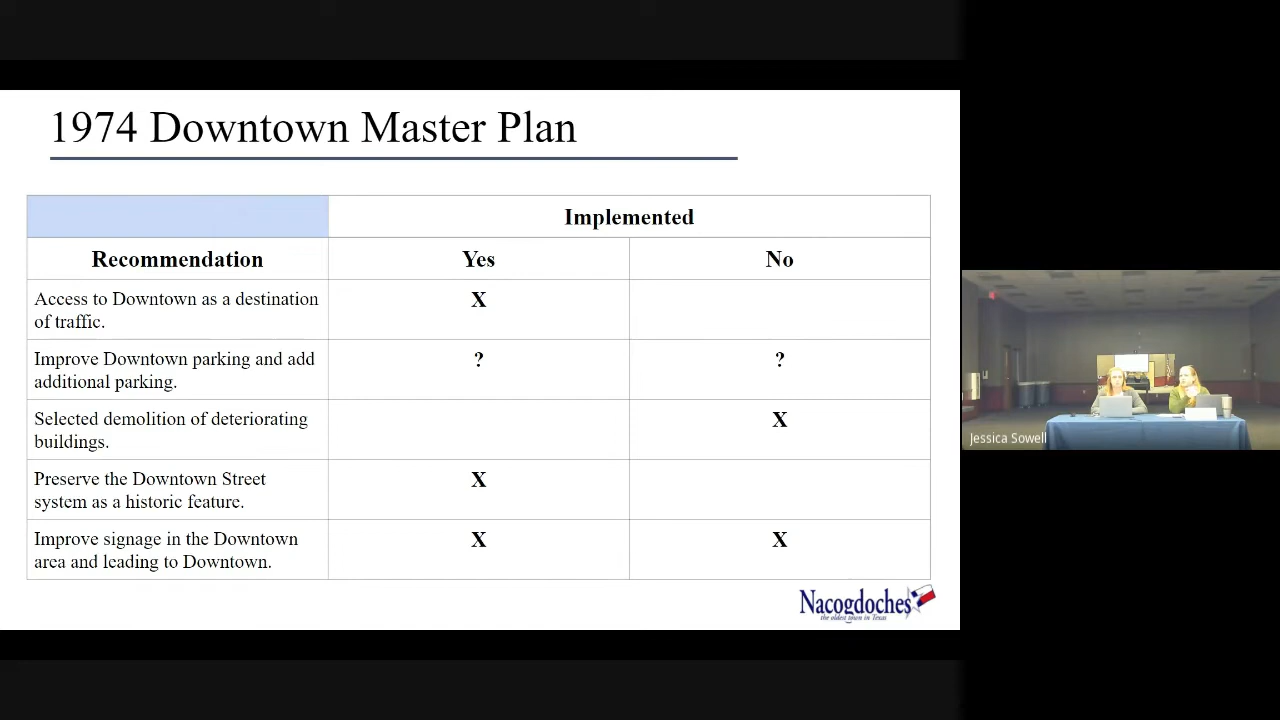 1974 Downtown Master Plan
Implemented
Recommendation Yes No
Access to Downtown as a destination X
of traffic.
Improve Downtown parking and add ? ?
additional parking.
Selected demolition of deteriorating X
buildings.
Preserve the Downtown Street X
system as a historic feature.
Improve signage in the Downtown X X
area and leading to Downtown.
Nacogdoches
the oldest town in Texas
Jessica Sowell